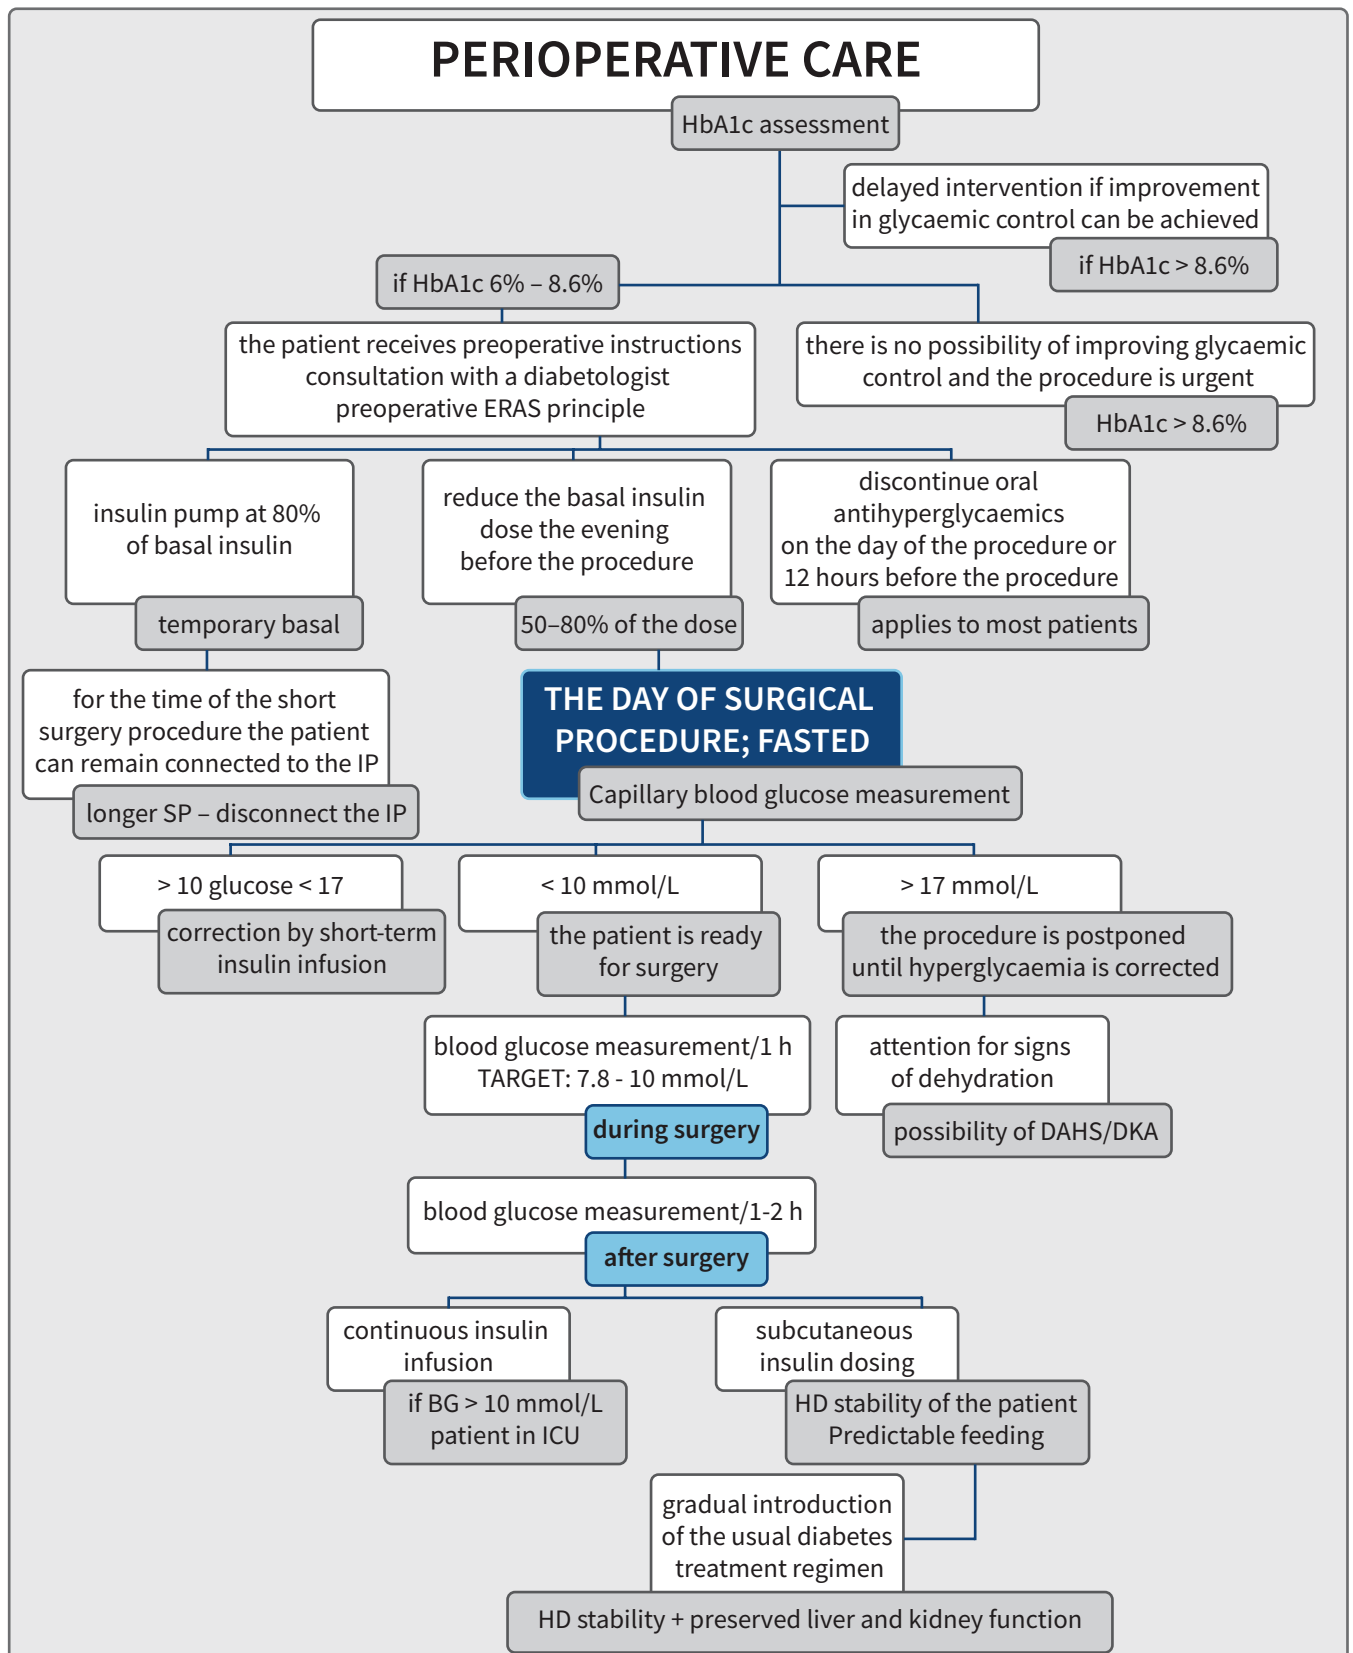 PERIOPERATIVE CARE
HbA1c assessment
delayed intervention if improvement
in glycaemic control can be achieved
if HbA1c > 8.6%
if HbA1c 6% – 8.6%
the patient receives preoperative instructions
consultation with a diabetologist
preoperative ERAS principle
there is no possibility of improving glycaemic
control and the procedure is urgent
HbA1c > 8.6%
insulin pump at 80%
of basal insulin
temporary basal
reduce the basal insulin
dose the evening
before the procedure
50–80% of the dose
discontinue oral
antihyperglycaemics
on the day of the procedure or
12 hours before the procedure
applies to most patients
for the time of the short
surgery procedure the patient
can remain connected to the IP
longer SP – disconnect the IP
THE DAY OF SURGICAL
PROCEDURE; FASTED
Capillary blood glucose measurement
> 10 glucose < 17
correction by short-term
insulin infusion
< 10 mmol/L
the patient is ready
for surgery
> 17 mmol/L
the procedure is postponed
until hyperglycaemia is corrected
blood glucose measurement/1 h
TARGET: 7.8 - 10 mmol/L
during surgery
attention for signs
of dehydration
possibility of DAHS/DKA
blood glucose measurement/1-2 h
after surgery
continuous insulin
infusion
if BG > 10 mmol/L
patient in ICU
subcutaneous
insulin dosing
HD stability of the patient
Predictable feeding
gradual introduction
of the usual diabetes
treatment regimen
HD stability + preserved liver and kidney function